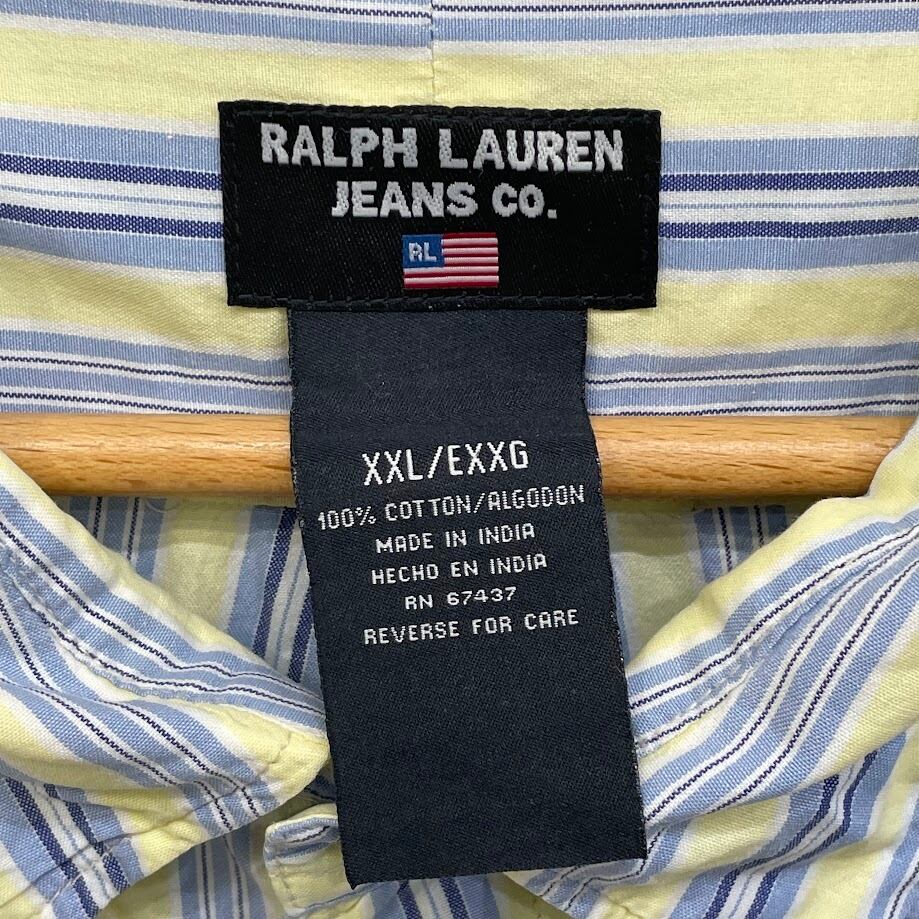 RALPH LAUREN
JEANS CO.
RL
XXL/EXXG
100% COTTON/ALGODON
MADE IN INDIA
HECHO EN INDIA
RN 67437
REVERSE FOR CARE